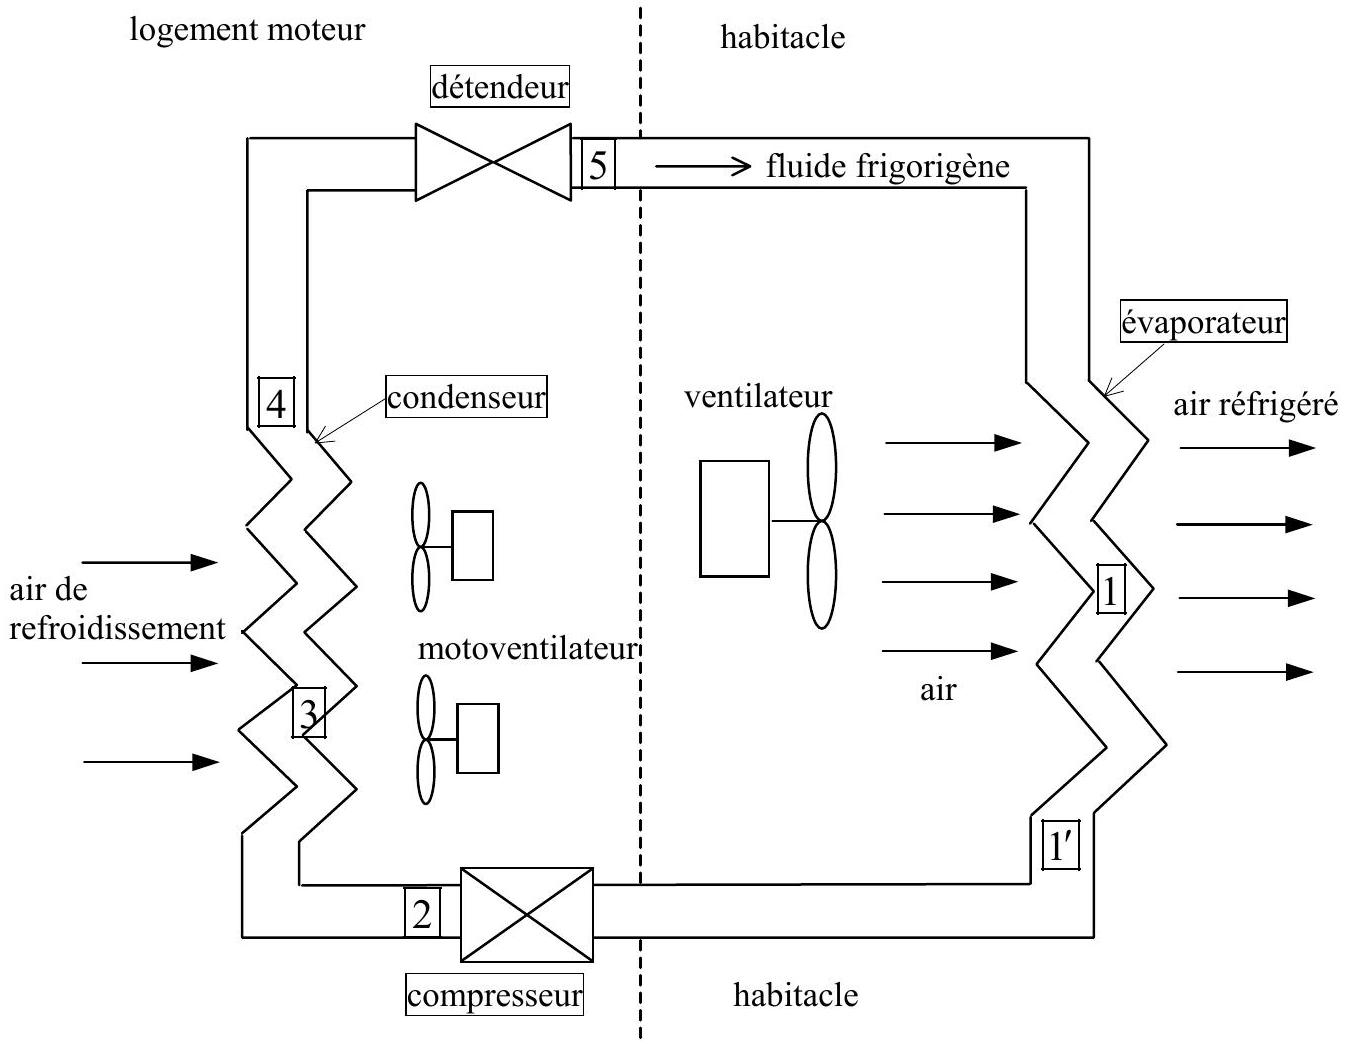 logement moteur
habitacle
détendeur
5
fluide frigorigène
évaporateur
4
condenseur
ventilateur
air réfrigéré
air de
refroidissement
1
motoventilateur
3
air
1′
2
compresseur
habitacle